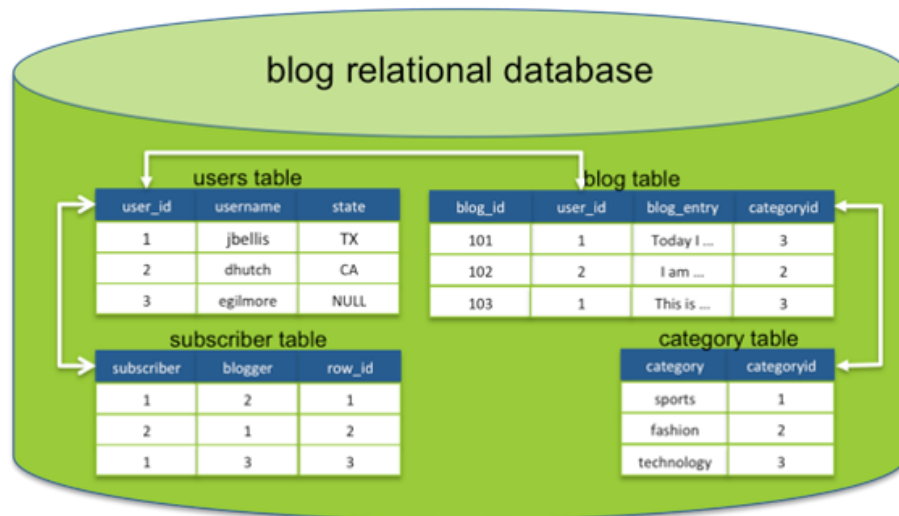 blog relational database
users table
user_id username state
1 jbellis TX
2 dhutch CA
3 egilmore NULL
blog table
blog_id user_id blog_entry categoryid
101 1 Today I ... 3
102 2 I am ... 2
103 1 This is ... 3
subscriber table
subscriber blogger row_id
1 2 1
2 1 2
1 3 3
category table
category categoryid
sports 1
fashion 2
technology 3